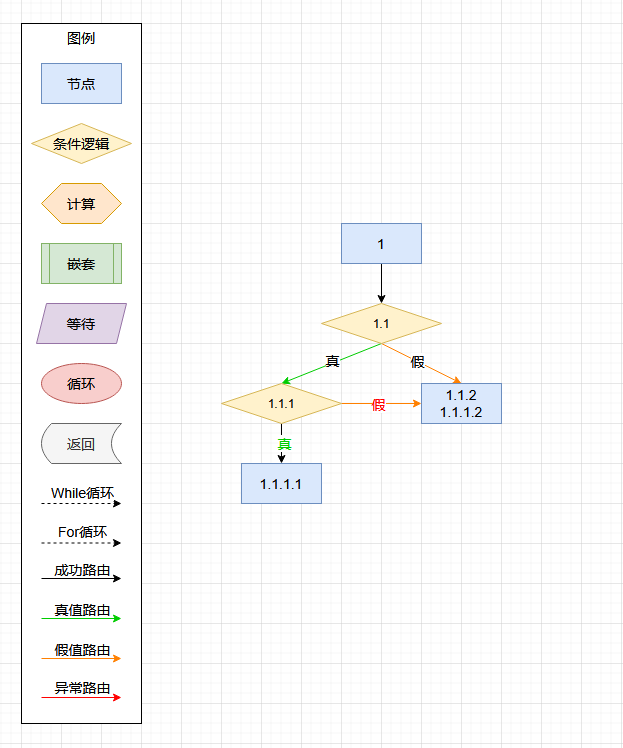 图例
节点
条件逻辑
计算
嵌套
等待
循环
返回
While循环
For循环
成功路由
真值路由
假值路由
异常路由
1
1.1
真
假
1.1.1
假
1.1.2
1.1.1.2
真
1.1.1.1